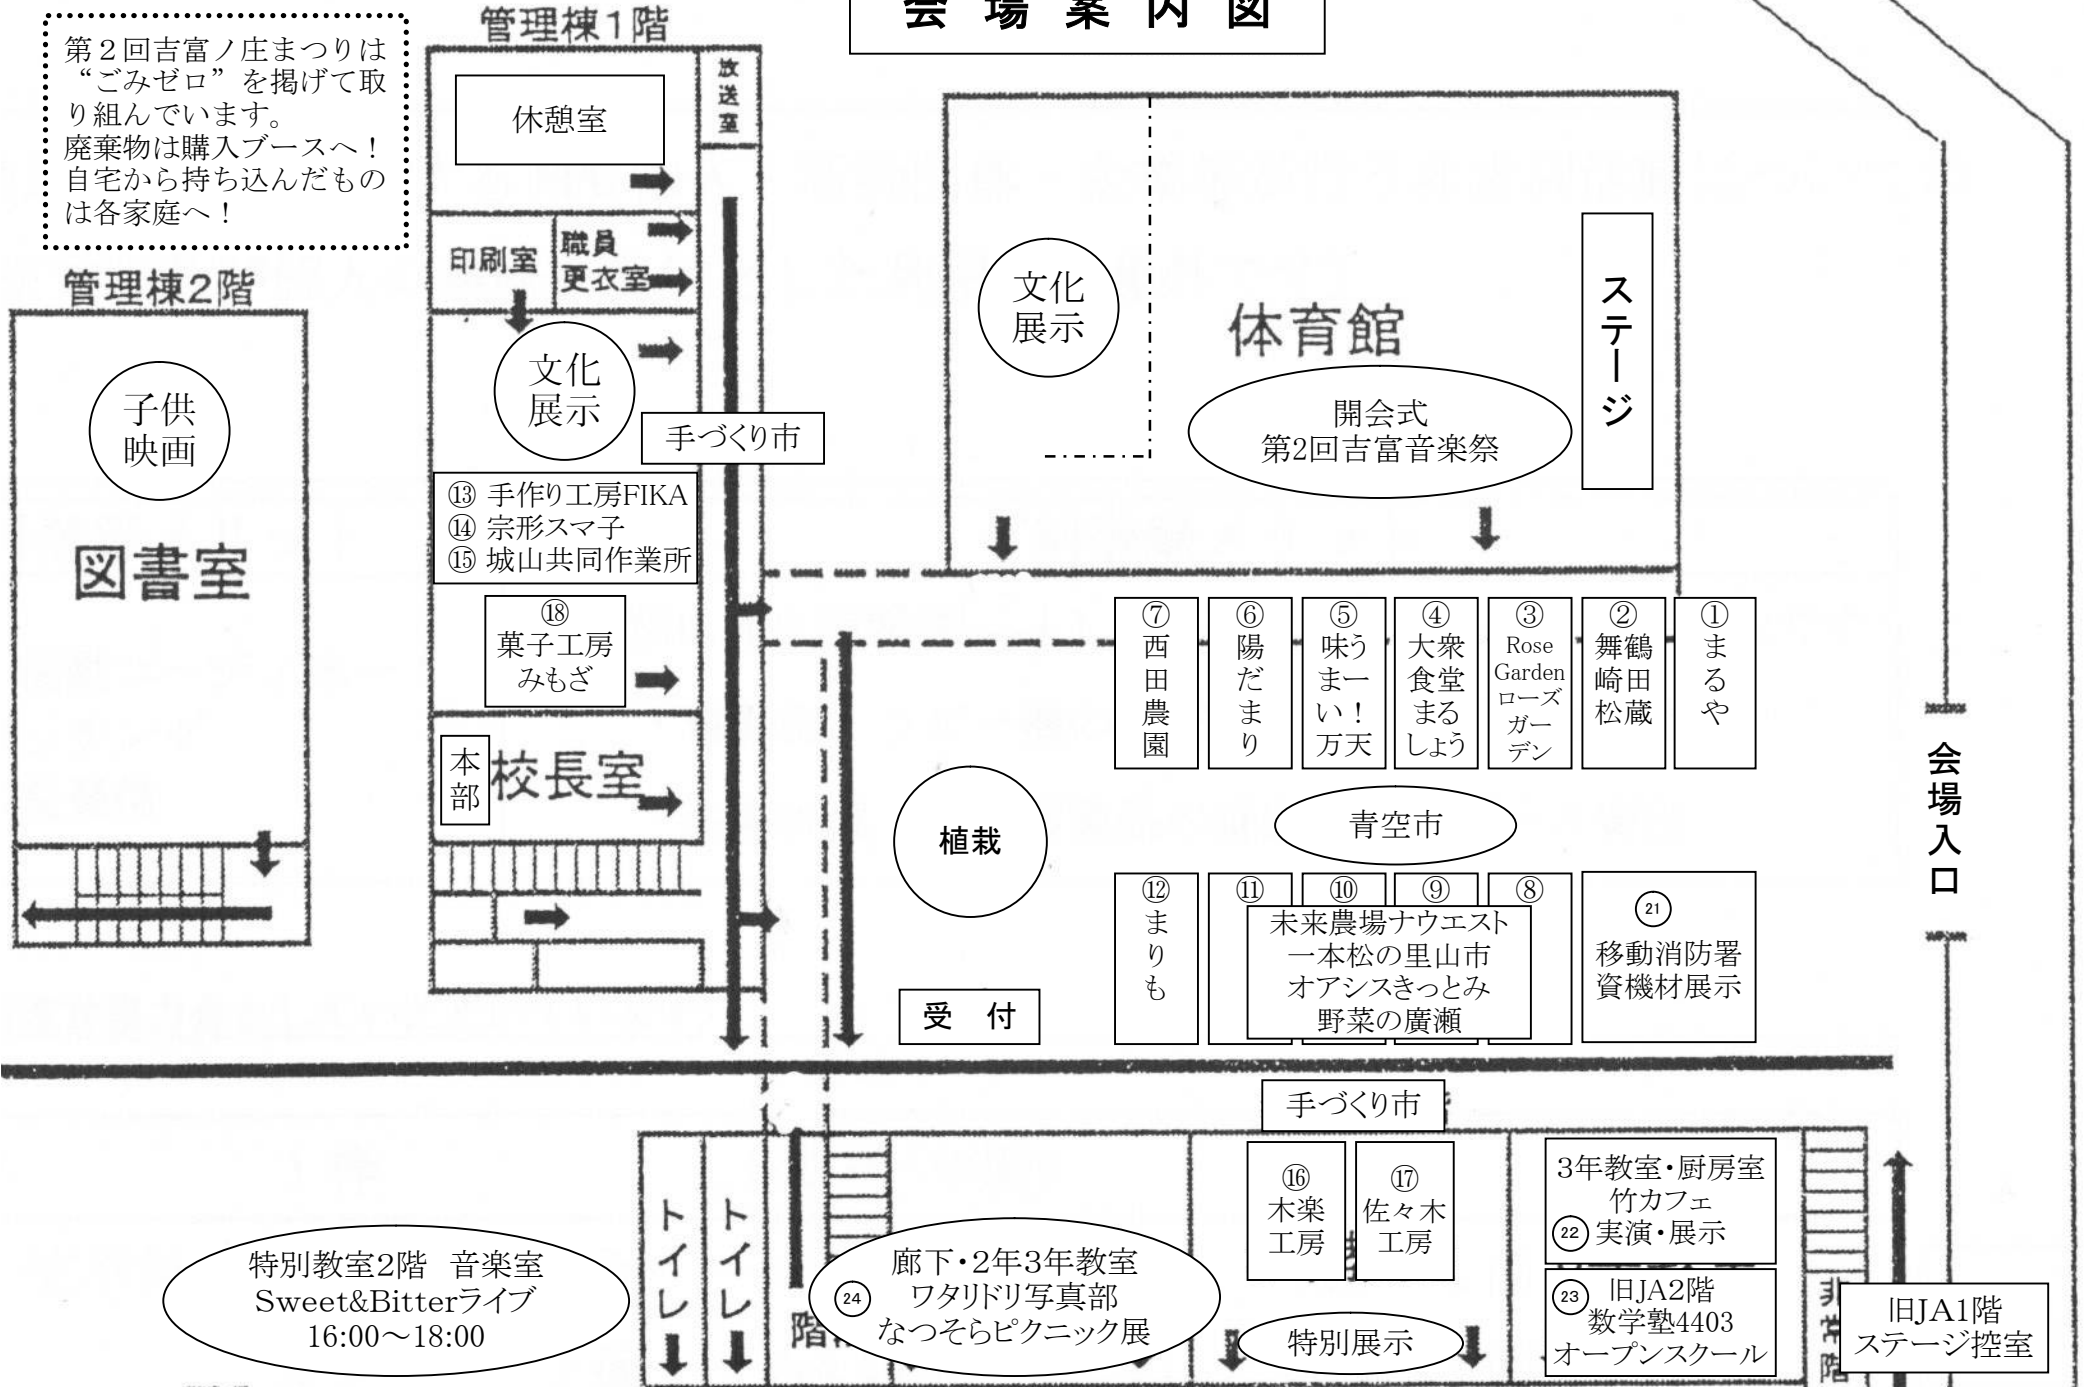 会場案内図
第２回吉富ノ庄まつりは
“ごみゼロ”を掲げて取
り組んでいます。
廃棄物は購入ブースへ！
自宅から持ち込んだもの
は各家庭へ！
管理棟1階
放送室
休憩室
印刷室
職員
更衣室
文化
展示
手づくり市
⑬ 手作り工房FIKA
⑭ 宗形スマ子
⑮ 城山共同作業所
⑱
菓子工房
みもざ
本部
校長室
管理棟2階
子供
映画
図書室
文化
展示
体育館
ステージ
開会式
第2回吉富音楽祭
⑦
西田農園
⑥
陽だまり
⑤
味う
まー
い！
万天
④
大衆
食堂
まる
しょう
③
Rose
Garden
ローズ
ガー
デン
②
舞鶴
崎田
松蔵
①
まるや
植栽
青空市
会場入口
⑫
まりも
⑪
⑩
⑨
⑧
未来農場ナウエスト
一本松の里山市
オアシスきっとみ
野菜の廣瀬
㉑
移動消防署
資機材展示
受　付
手づくり市
トイレ
トイレ
階
特別教室2階　音楽室
Sweet&Bitterライブ
16:00～18:00
廊下・2年3年教室
㉔ ワタリドリ写真部
なつそらピクニック展
⑯
木楽
工房
⑰
佐々木
工房
特別展示
3年教室・厨房室
竹カフェ
㉒ 実演・展示
㉓ 旧JA2階
数学塾4403
オープンスクール
非
階
旧JA1階
ステージ控室